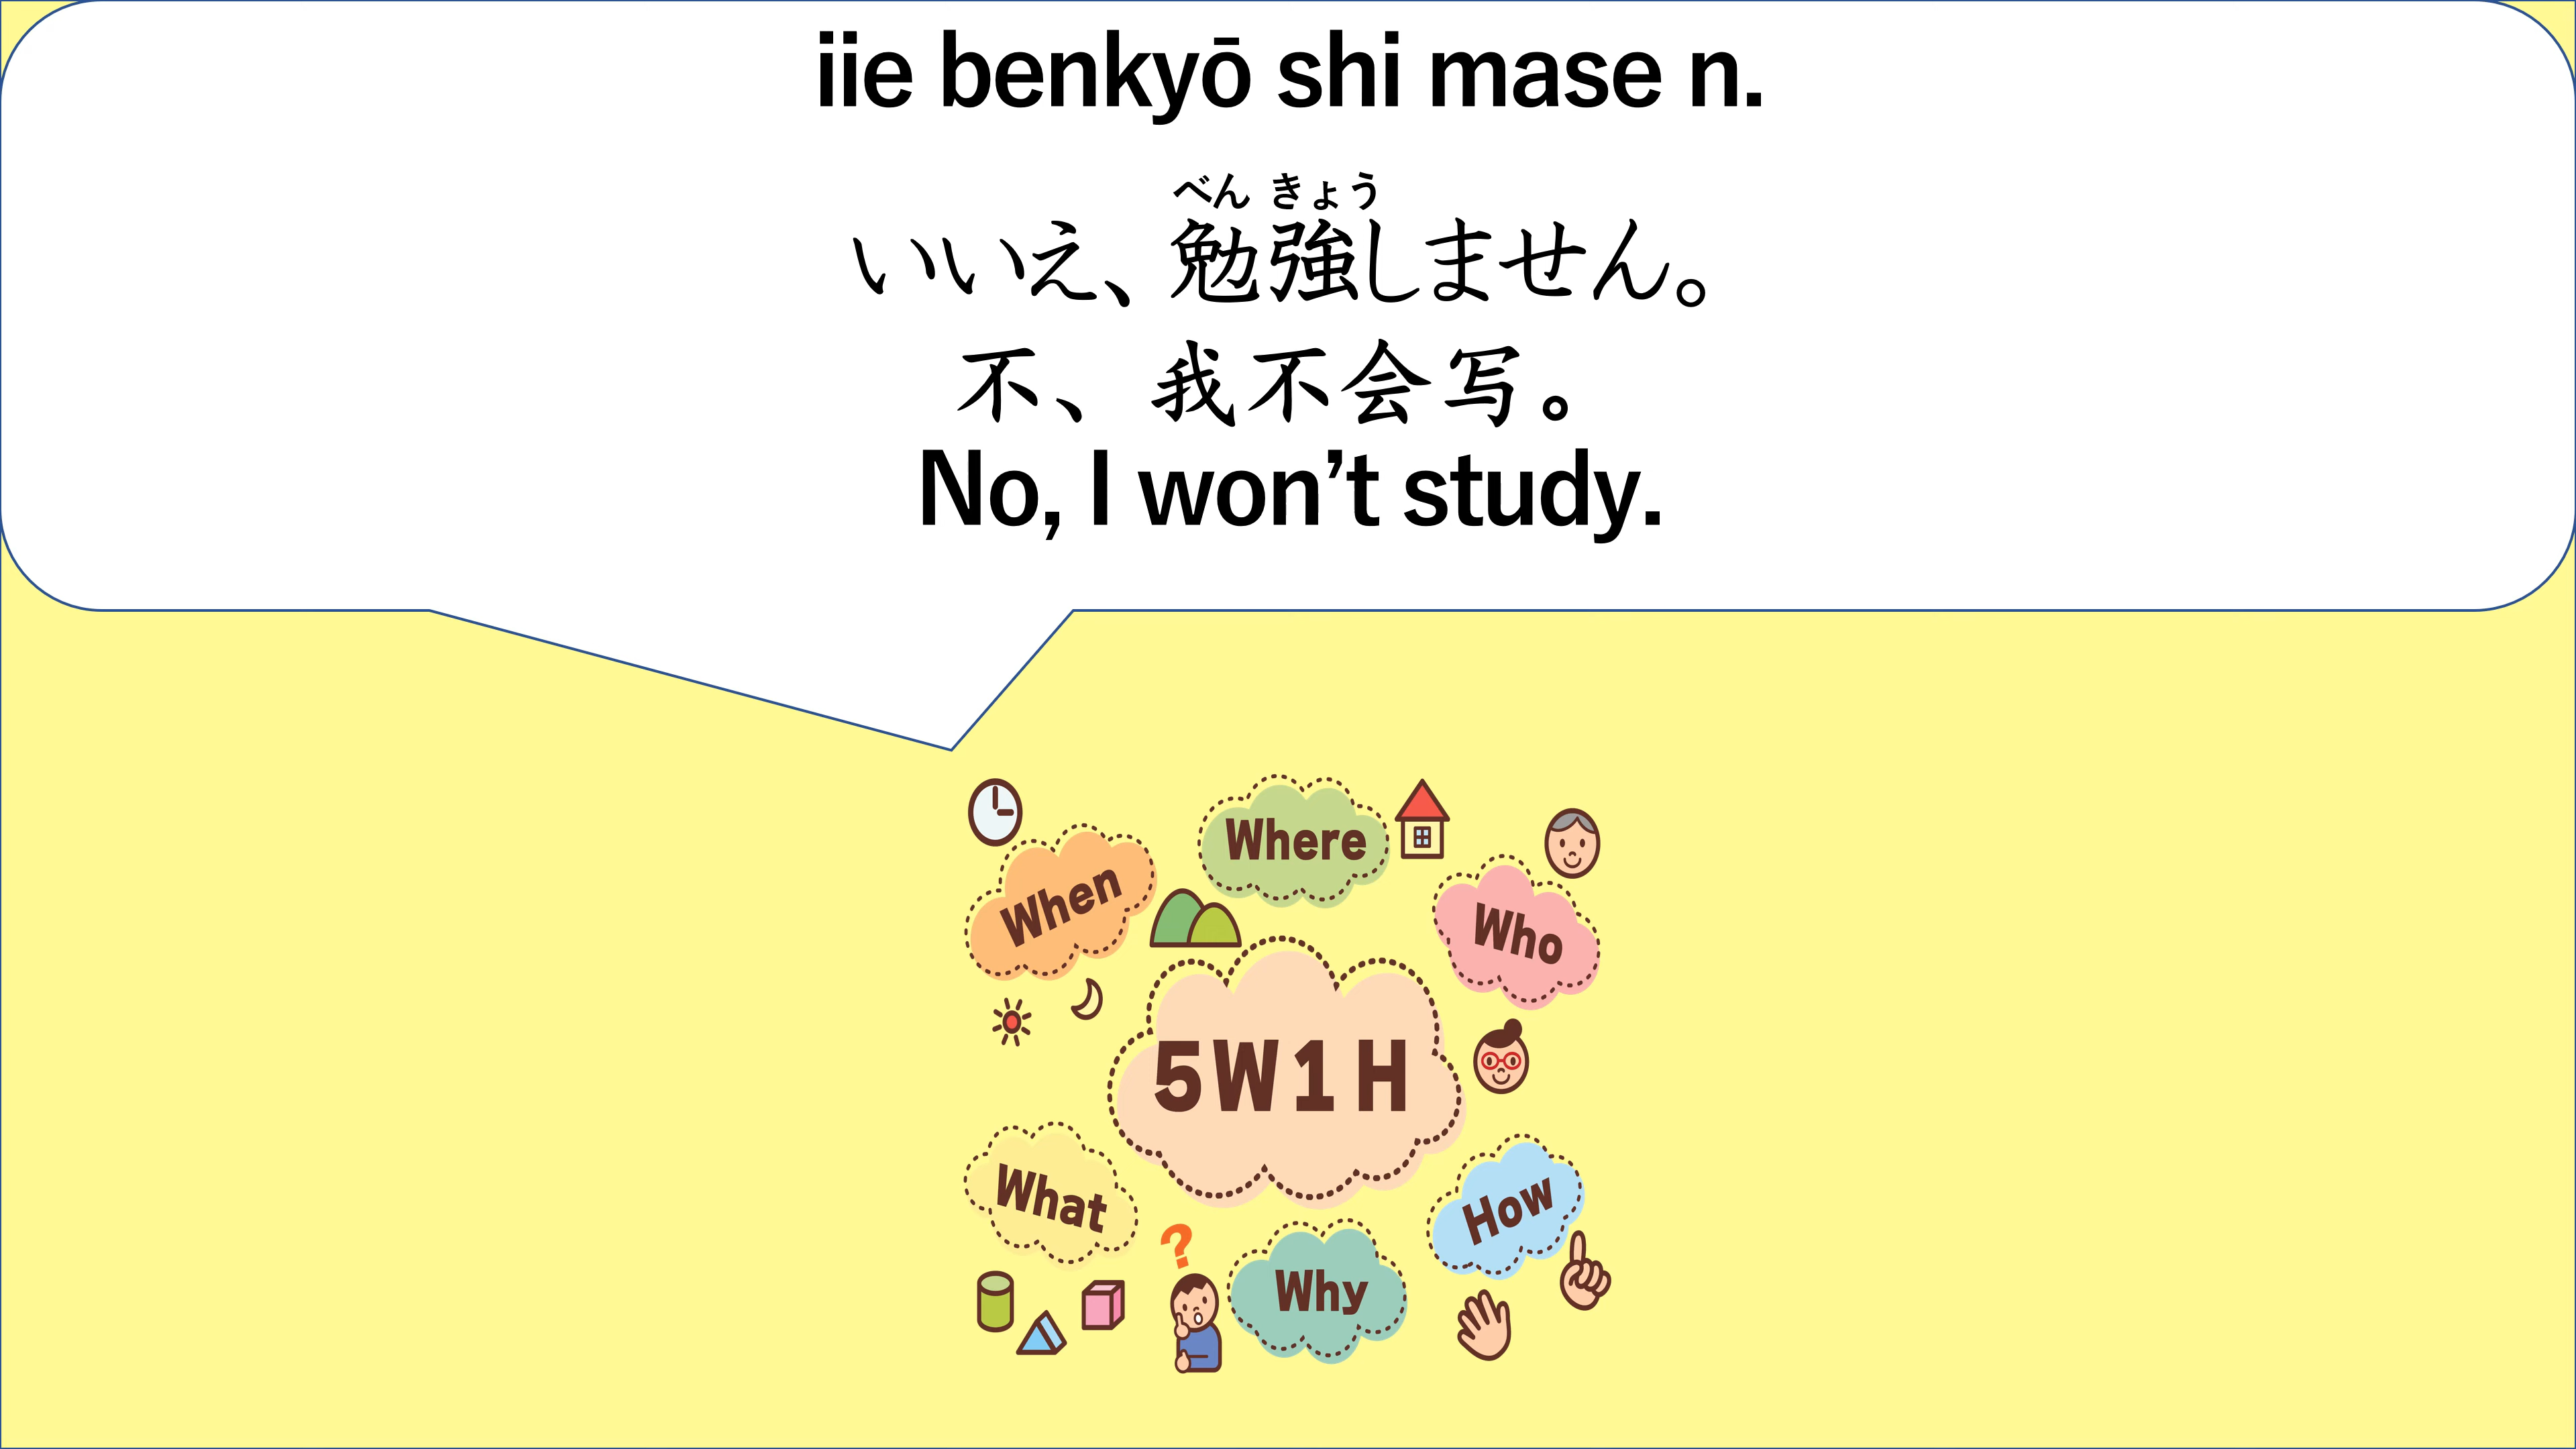 iie benkyō shi mase n.
べん きょう
いいえ、勉強しません。
不、我不会写。
No, I won’t study.
Where
When
Who
5W1H
What
How
?
Why